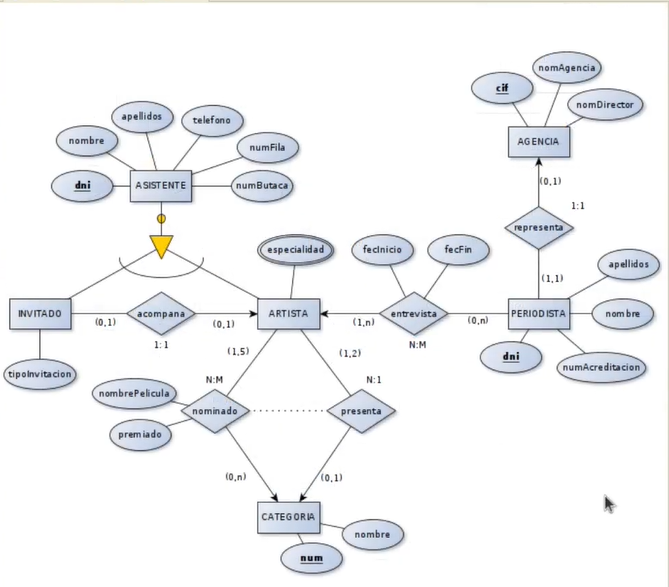 nomAgencia
cif
nomDirector
apellidos
telefono
nombre
numFila
AGENCIA
dni
ASISTENTE
numButaca
(0,1)
1:1
representa
especialidad
fecInicio
fecFin
apellidos
(1,1)
INVITADO
acompana
ARTISTA
entrevista
PERIODISTA
nombre
(0,1)
(0,1)
(1,n)
(0,n)
1:1
N:M
dni
numAcreditacion
tipoInvitacion
(1,5)
(1,2)
N:M
N:1
nombrePelicula
nominado
presenta
premiado
(0,n)
(0,1)
CATEGORIA
nombre
num